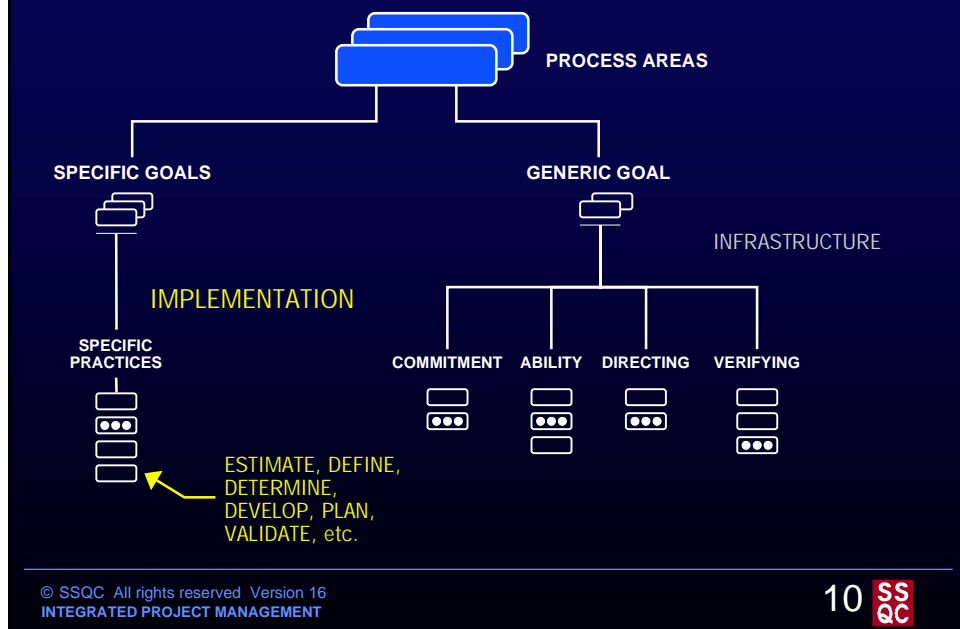 PROCESS AREAS
SPECIFIC GOALS
GENERIC GOAL
INFRASTRUCTURE
IMPLEMENTATION
SPECIFIC
PRACTICES
COMMITMENT
ABILITY
DIRECTING
VERIFYING
ESTIMATE, DEFINE,
DETERMINE,
DEVELOP, PLAN,
VALIDATE, etc.
© SSQC All rights reserved Version 16
INTEGRATED PROJECT MANAGEMENT
10
SS
QC